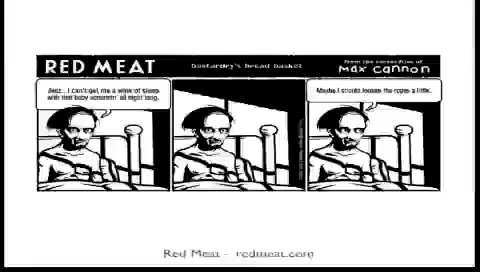 RED MEAT
bastardry's bread basket
from the secret files of
max cannon
Jeez... I can't get me a wink of sleep
with that baby screamin' all night long.
Maybe I should loosen the ropes a little.
Red Meat - redmeat.com